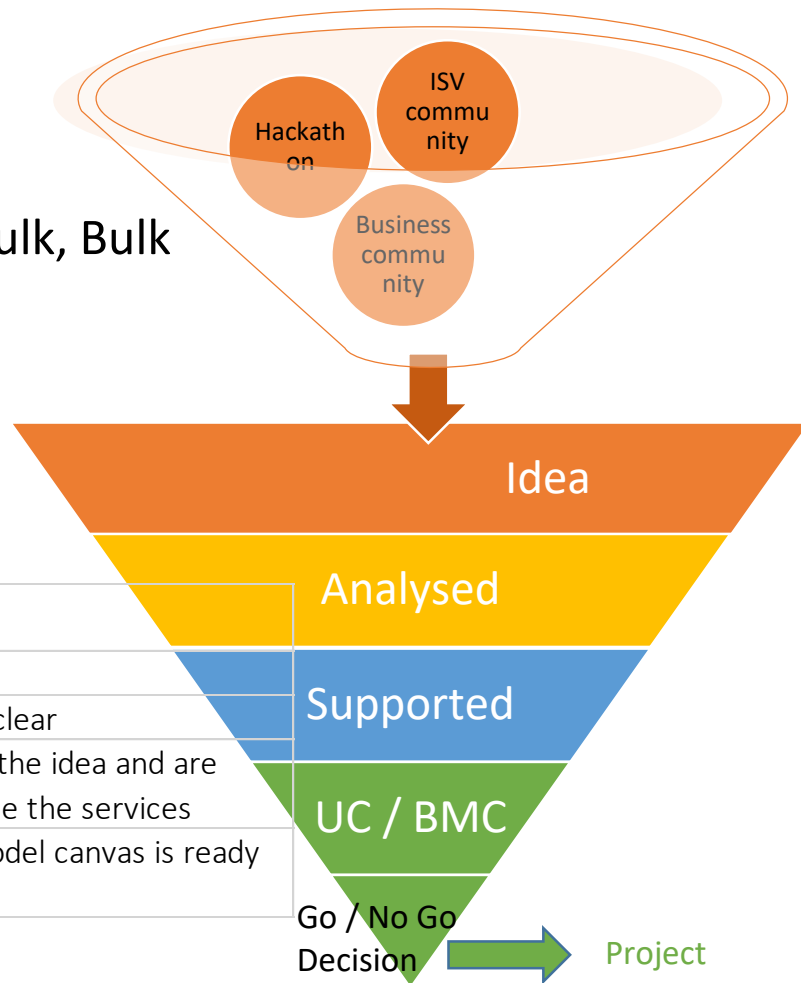 ISV
commu
nity
Hackath
on
Business
commu
nity
ulk, Bulk
Idea
Analysed
Supported
clear
the idea and are
e the services
UC / BMC
odel canvas is ready
Go / No Go
Decision
Project